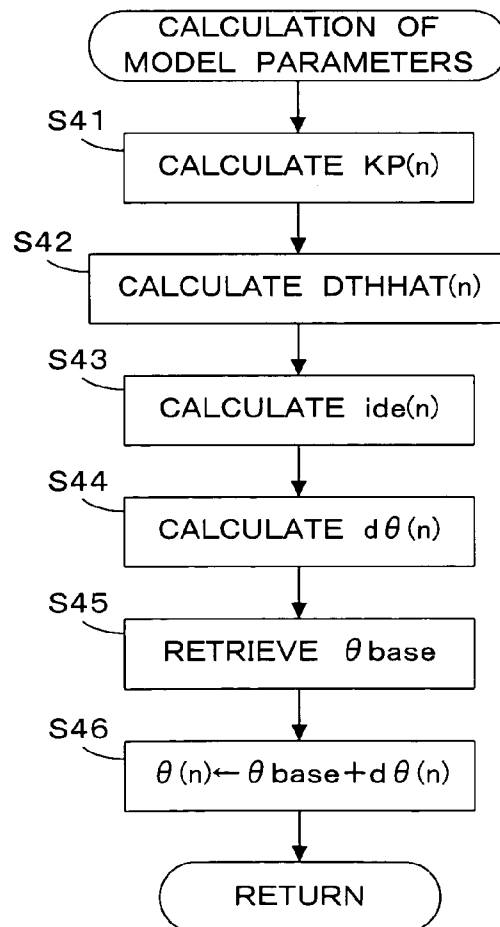 CALCULATION OF
MODEL PARAMETERS
S41
CALCULATE KP(n)
S42
CALCULATE DTHHAT(n)
S43
CALCULATE ide(n)
S44
CALCULATE dθ(n)
S45
RETRIEVE θbase
S46
θ(n)←θbase+dθ(n)
RETURN